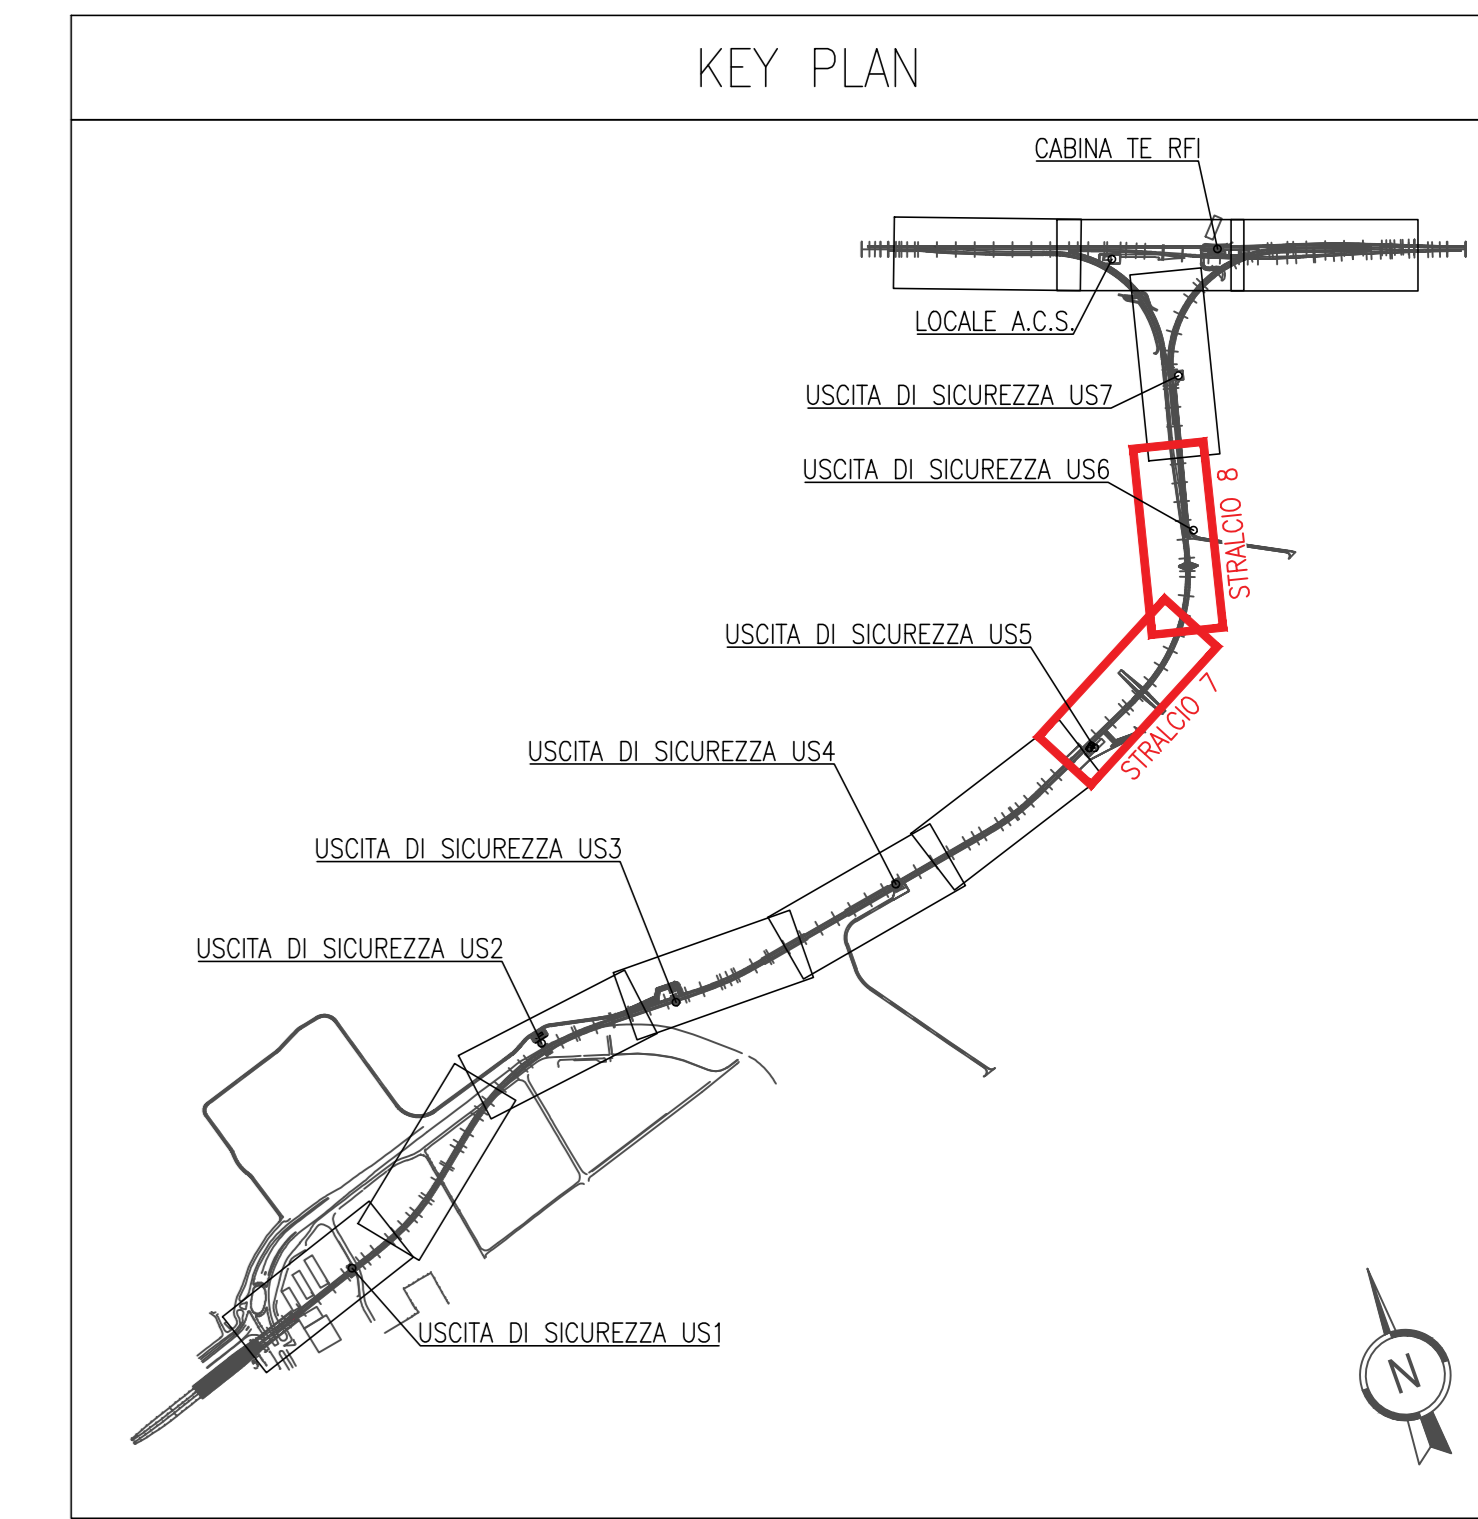 KEY PLAN
CABINA TE RFI
LOCALE A.C.S.
USCITA DI SICUREZZA US7
USCITA DI SICUREZZA US6
STRALCIO 8
USCITA DI SICUREZZA US5
STRALCIO 7
USCITA DI SICUREZZA US4
USCITA DI SICUREZZA US3
USCITA DI SICUREZZA US2
USCITA DI SICUREZZA US1
N